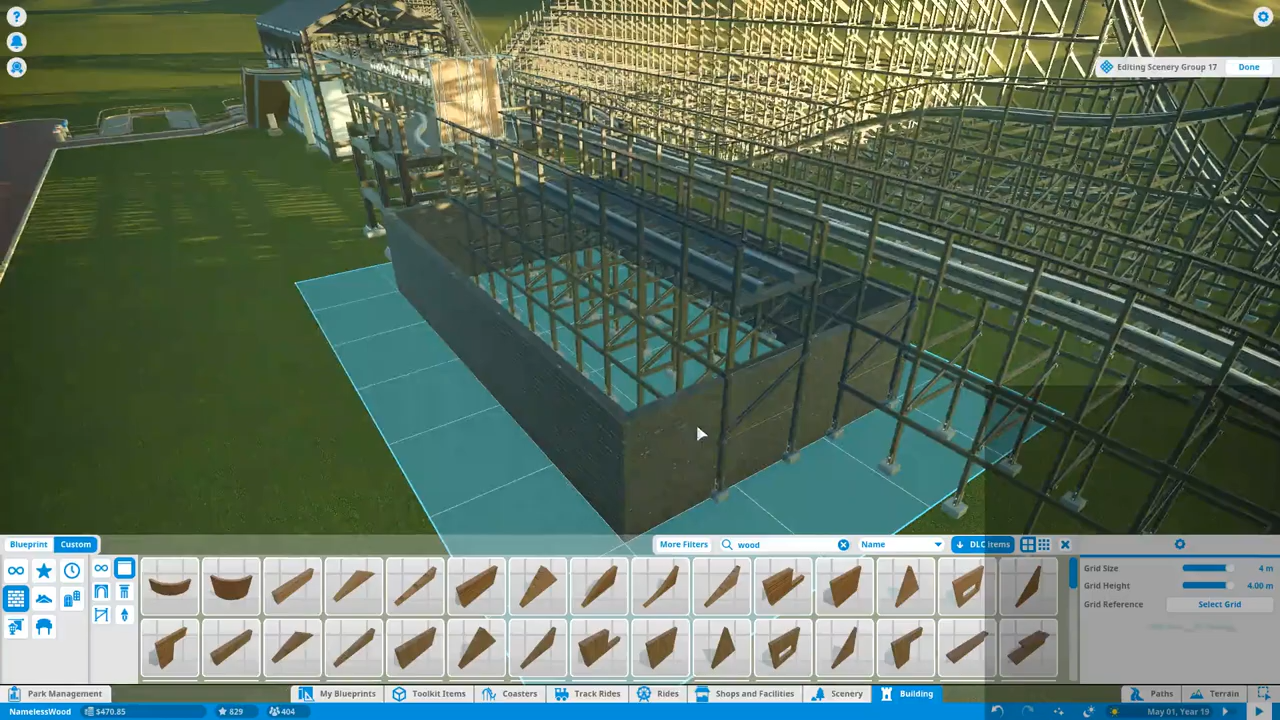 ?
Editing Scenery Group 17 Done
Blueprint Custom More Filters wood Name DLC Items
Grid Size 4 m
Grid Height 4.00 m
Grid Reference Select Grid
Park Management My Blueprints Toolkit Items Coasters Track Rides Rides Shops and Facilities Scenery Building Paths Terrain
NamelessWood $470.85 829 404 May 01, Year 19